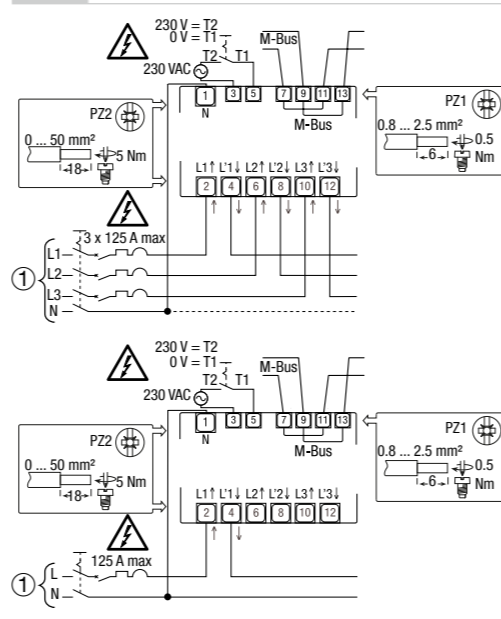 230 V = T2
0 V = T1
T2 T1
230 VAC
M-Bus
1 3 5 7 9 11 13
N
M-Bus
PZ2
0 ... 50 mm²
5 Nm
18
PZ1
0.8 ... 2.5 mm²
0.5
Nm
6
L1↑ L'1↓ L2↑ L'2↓ L3↑ L'3↓
2 4 6 8 10 12
3 x 125 A max
1
L1
L2
L3
N
230 V = T2
0 V = T1
T2 T1
230 VAC
M-Bus
1 3 5 7 9 11 13
N
M-Bus
PZ2
0 ... 50 mm²
5 Nm
18
PZ1
0.8 ... 2.5 mm²
0.5
Nm
6
L1↑ L'1↓ L2↑ L'2↓ L3↑ L'3↓
2 4 6 8 10 12
125 A max
1
L
N